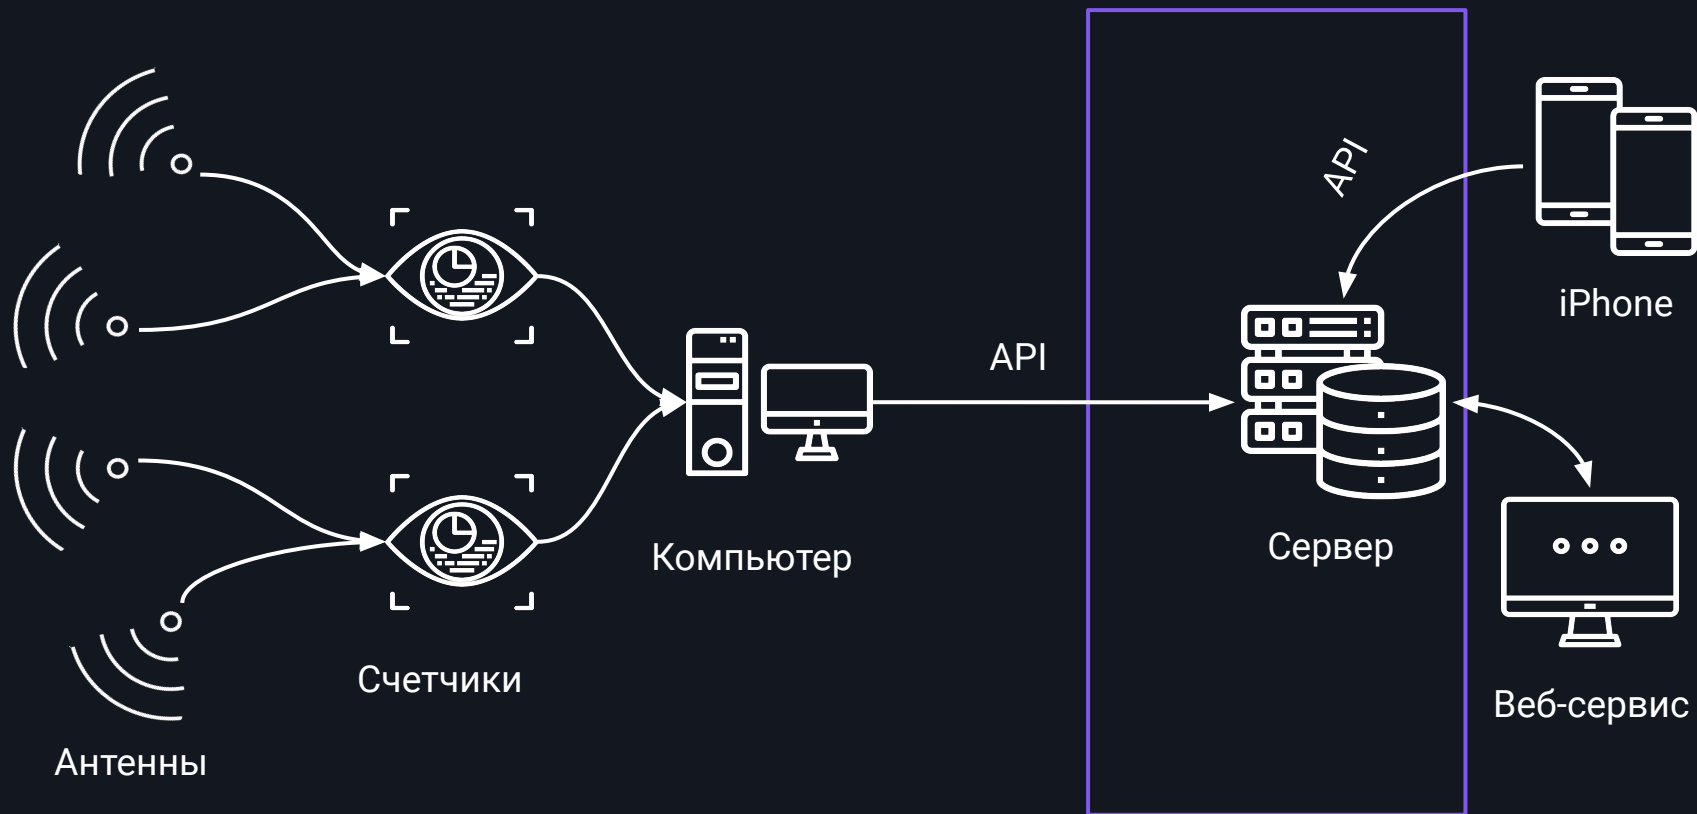 API
iPhone
API
Сервер
Компьютер
Счетчики
Веб-сервис
Антенны